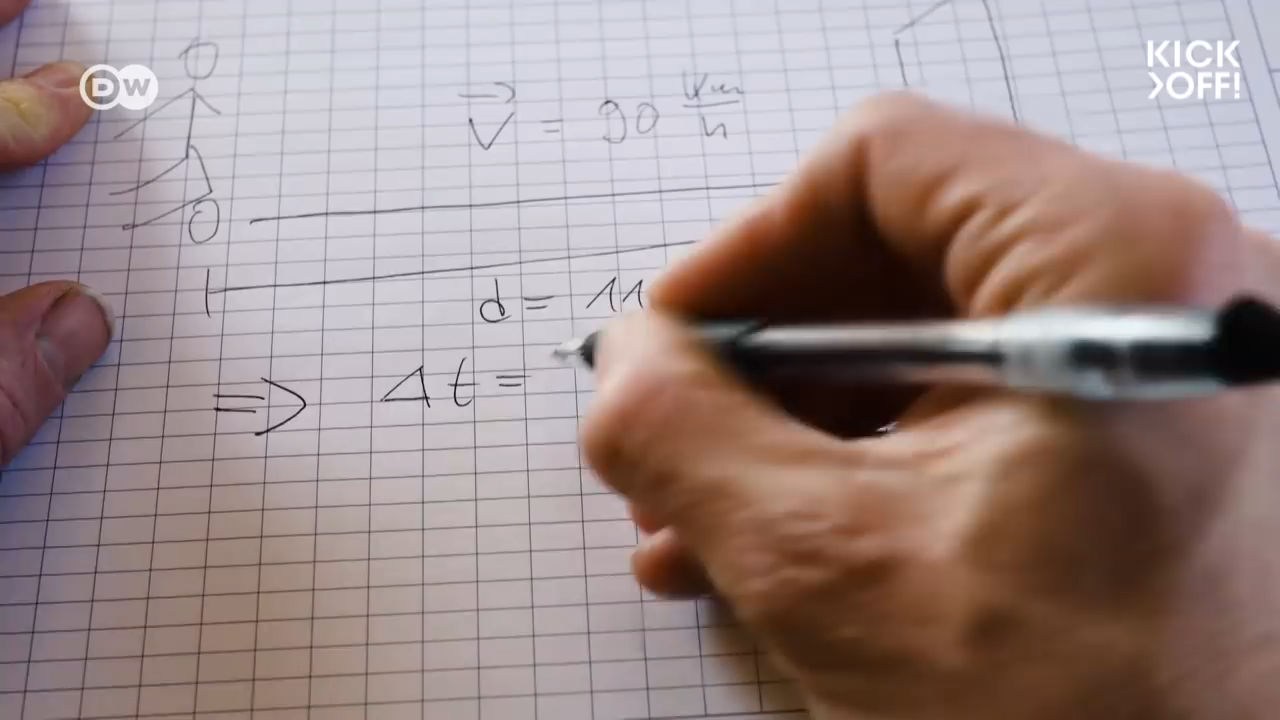 DW
KICK
OFF!
V⃗ = 90 km/h
d = 11
=> Δt =